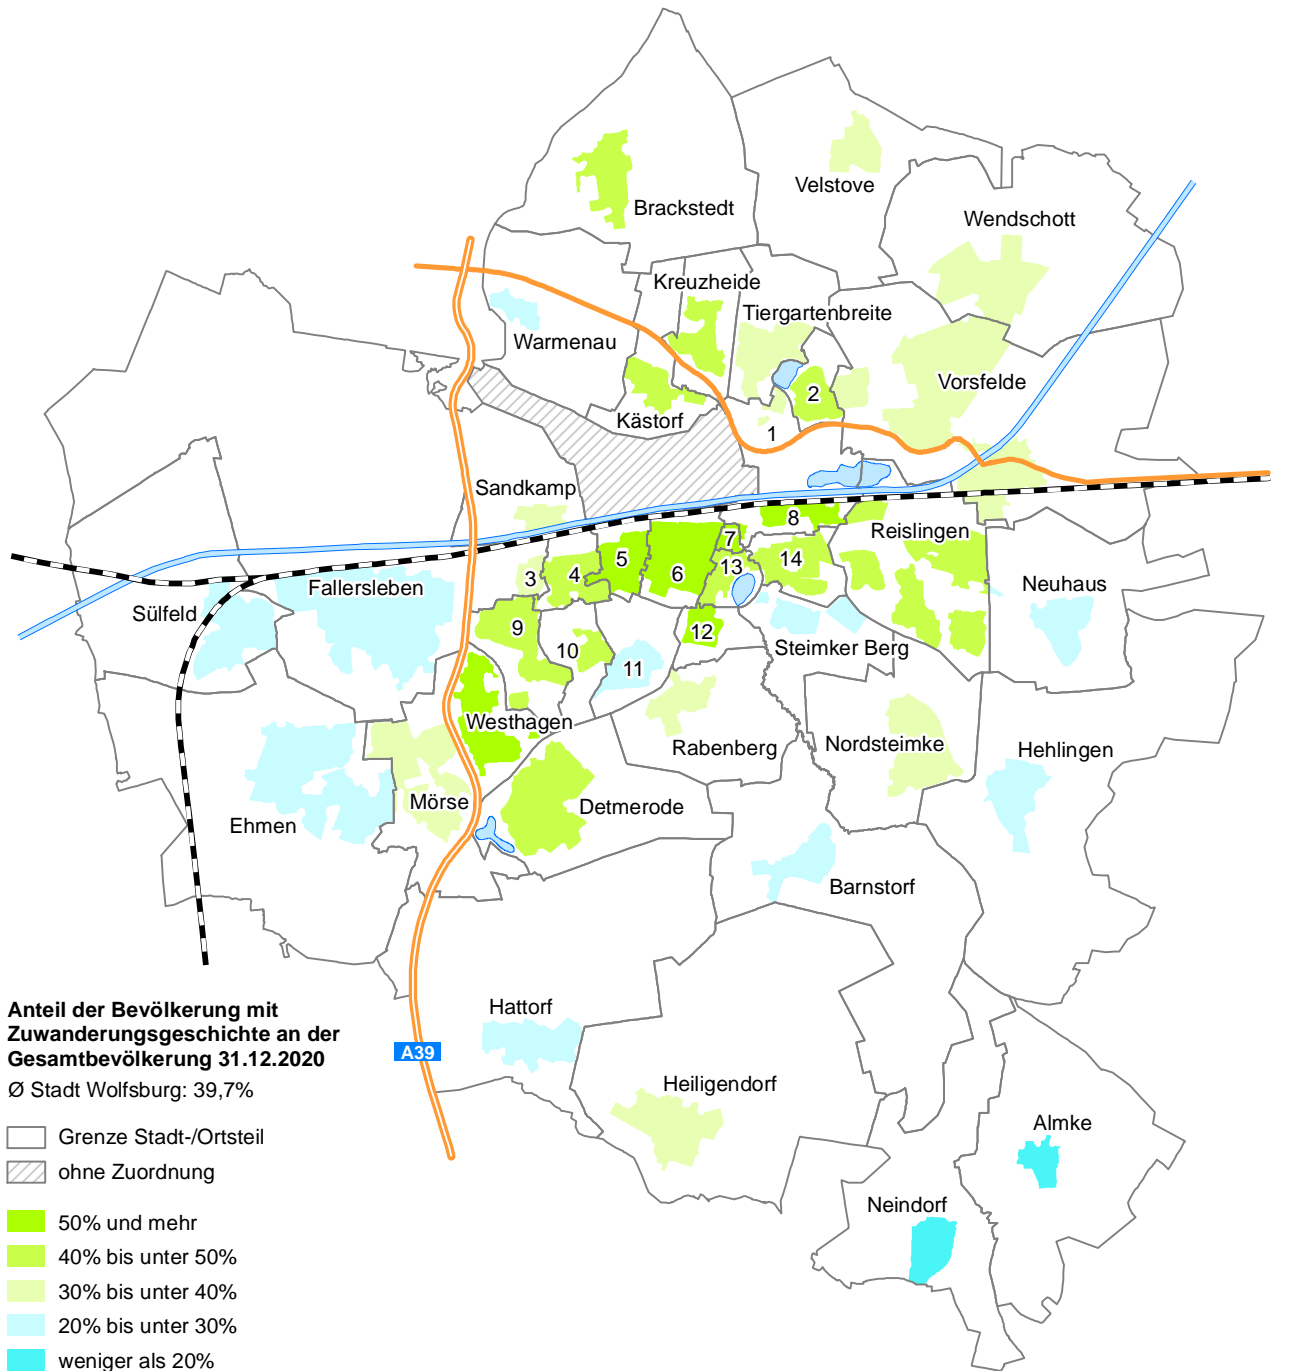 Velstove
Brackstedt
Wendschott
Kreuzheide
Tiergartenbreite
Warmenau
Vorsfelde
2
Kästorf
1
Sandkamp
8
Reislingen
7
5
14
13
4
6
3
Fallersleben
Neuhaus
Sülfeld
9
12
10
Steimker Berg
11
Westhagen
Rabenberg
Nordsteimke
Hehlingen
Mörse
Detmerode
Ehmen
Barnstorf
Hattorf
A39
Heiligendorf
Almke
Neindorf
Anteil der Bevölkerung mit
Zuwanderungsgeschichte an der
Gesamtbevölkerung 31.12.2020
Ø Stadt Wolfsburg: 39,7%
Grenze Stadt-/Ortsteil
ohne Zuordnung
50% und mehr
40% bis unter 50%
30% bis unter 40%
20% bis unter 30%
weniger als 20%